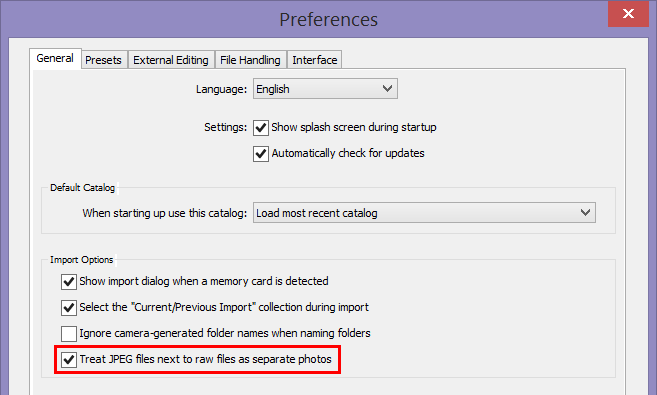 Preferences
General Presets External Editing File Handling Interface
Language: English
Settings: Show splash screen during startup
Automatically check for updates
Default Catalog
When starting up use this catalog: Load most recent catalog
Import Options
Show import dialog when a memory card is detected
Select the "Current/Previous Import" collection during import
Ignore camera-generated folder names when naming folders
Treat JPEG files next to raw files as separate photos